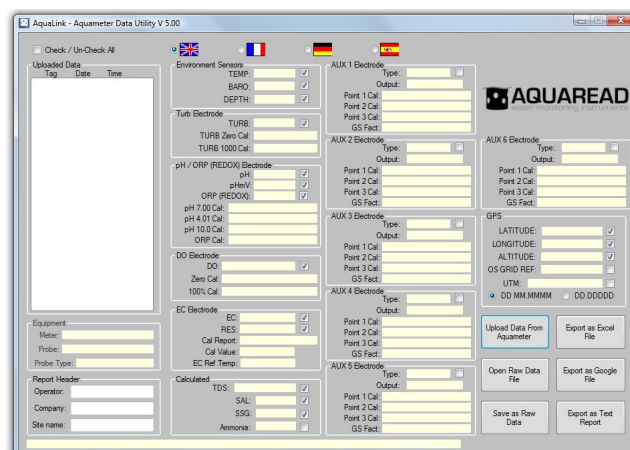 AquaLink - Aquameter Data Utility V 5.00
Check / Un-Check All
Uploaded Data
Tag Date Time
Equipment
Meter:
Probe:
Probe Type:
Report Header
Operator:
Company:
Site name:
Environment Sensors
TEMP:
BARO:
DEPTH:
Turb Electrode
TURB:
TURB Zero Cal:
TURB 1000 Cal:
pH / ORP (REDOX) Electrode
pH:
pHmV:
ORP (REDOX):
pH 7.00 Cal:
pH 4.01 Cal:
pH 10.0 Cal:
ORP Cal:
DO Electrode
DO:
Zero Cal:
100% Cal:
EC Electrode
EC:
RES:
Cal Report:
Cal Value:
EC Ref Temp:
Calculated
TDS:
SAL:
SSG:
Ammonia:
AUX 1 Electrode
Type:
Output:
Point 1 Cal:
Point 2 Cal:
Point 3 Cal:
GS Fact:
AUX 2 Electrode
Type:
Output:
Point 1 Cal:
Point 2 Cal:
Point 3 Cal:
GS Fact:
AUX 3 Electrode
Type:
Output:
Point 1 Cal:
Point 2 Cal:
Point 3 Cal:
GS Fact:
AUX 4 Electrode
Type:
Output:
Point 1 Cal:
Point 2 Cal:
Point 3 Cal:
GS Fact:
AUX 5 Electrode
Type:
Output:
Point 1 Cal:
Point 2 Cal:
Point 3 Cal:
GS Fact:
AQUAREAD
water monitoring instruments
AUX 6 Electrode
Type:
Output:
Point 1 Cal:
Point 2 Cal:
Point 3 Cal:
GS Fact:
GPS
LATITUDE:
LONGITUDE:
ALTITUDE:
OS GRID REF:
UTM:
DD MM.MMMM DD.DDDDD
Upload Data From
Aquameter
Export as Excel
File
Open Raw Data
File
Export as Google
File
Save as Raw
Data
Export as Text
Report